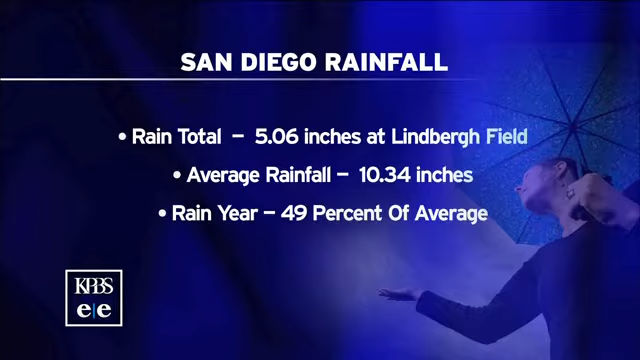 SAN DIEGO RAINFALL
• Rain Total – 5.06 inches at Lindbergh Field
• Average Rainfall – 10.34 inches
• Rain Year – 49 Percent Of Average
KPBS
e|e